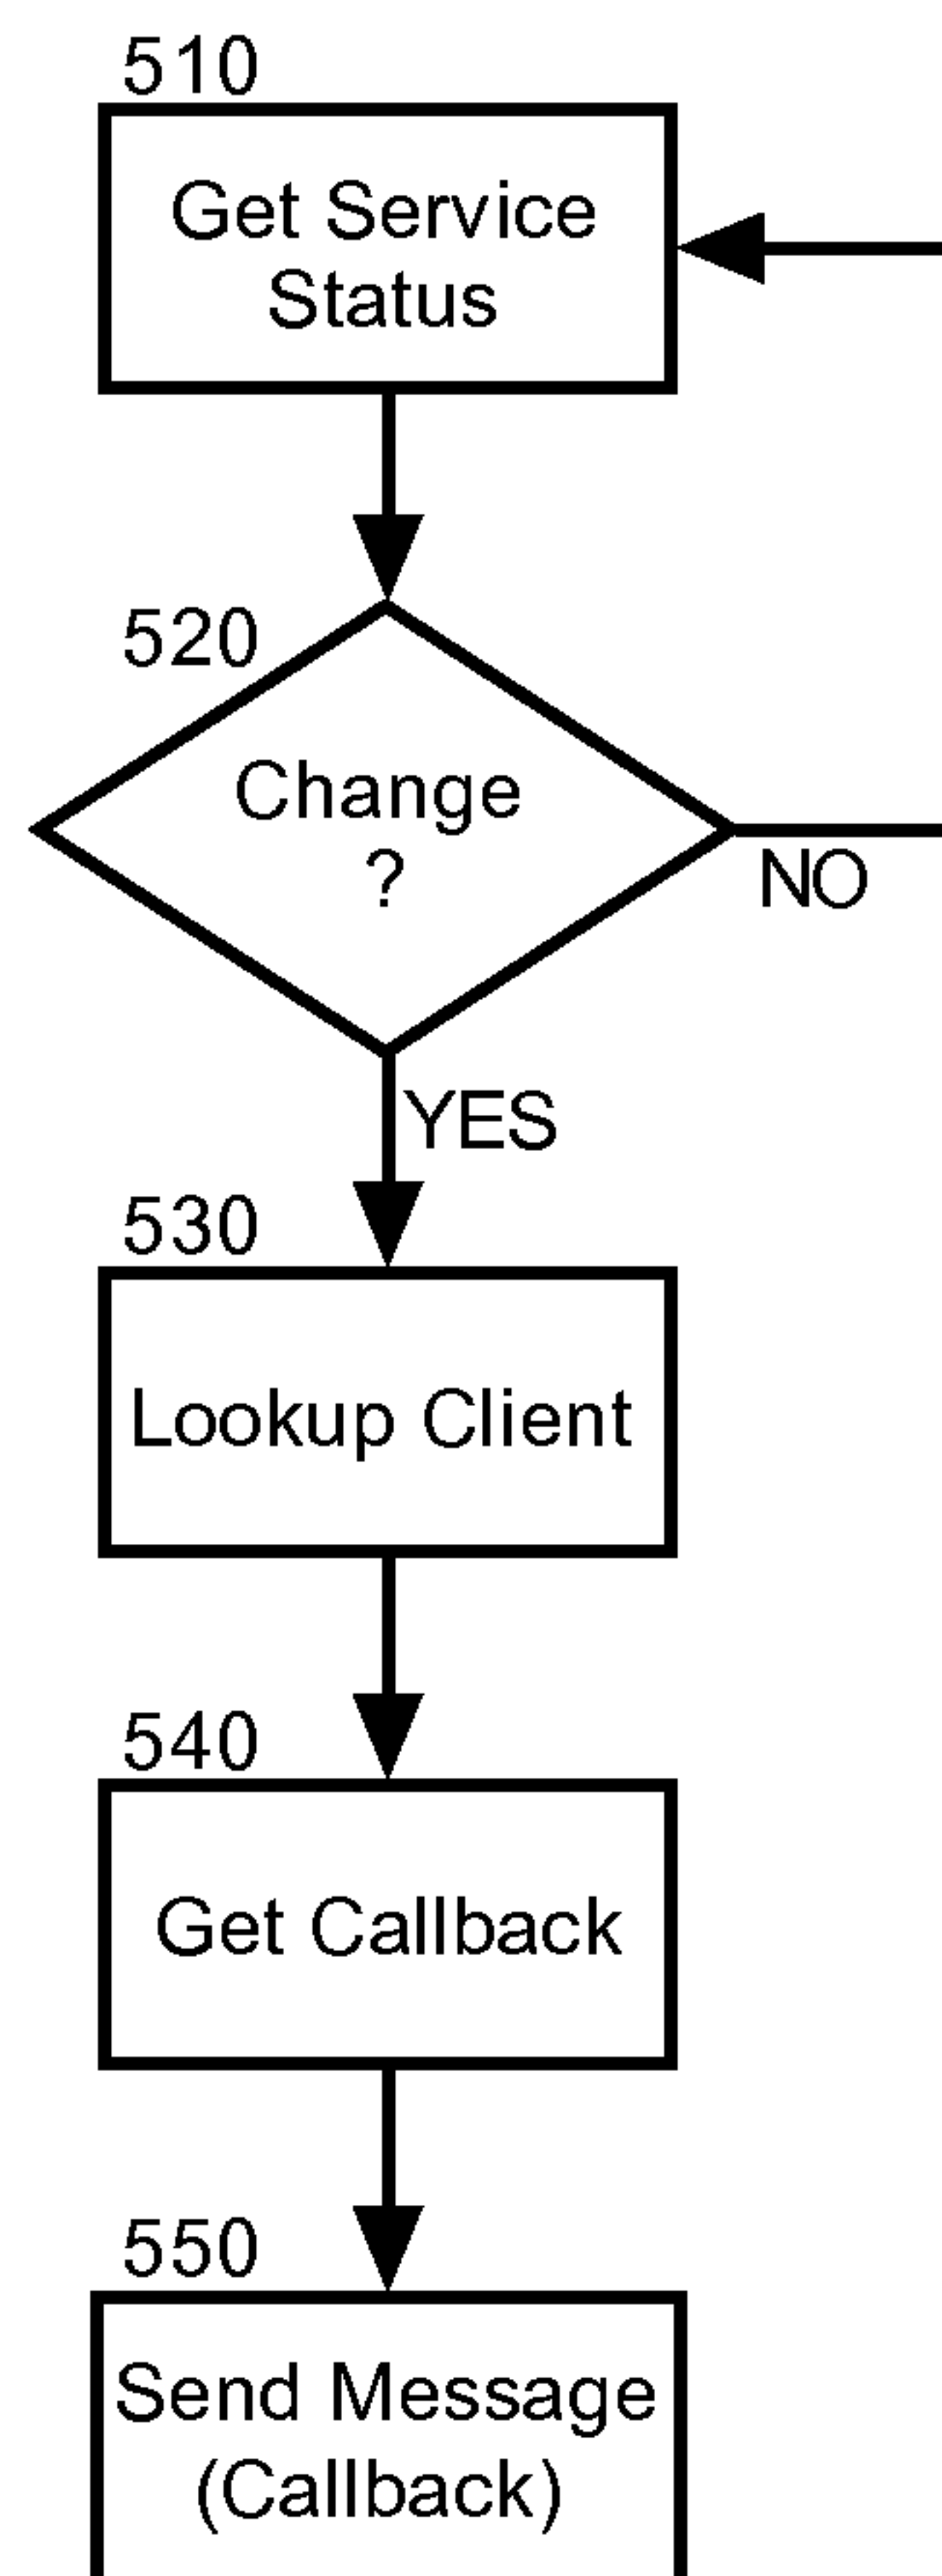 510
Get Service
Status
520
Change
?
NO
YES
530
Lookup Client
540
Get Callback
550
Send Message
(Callback)